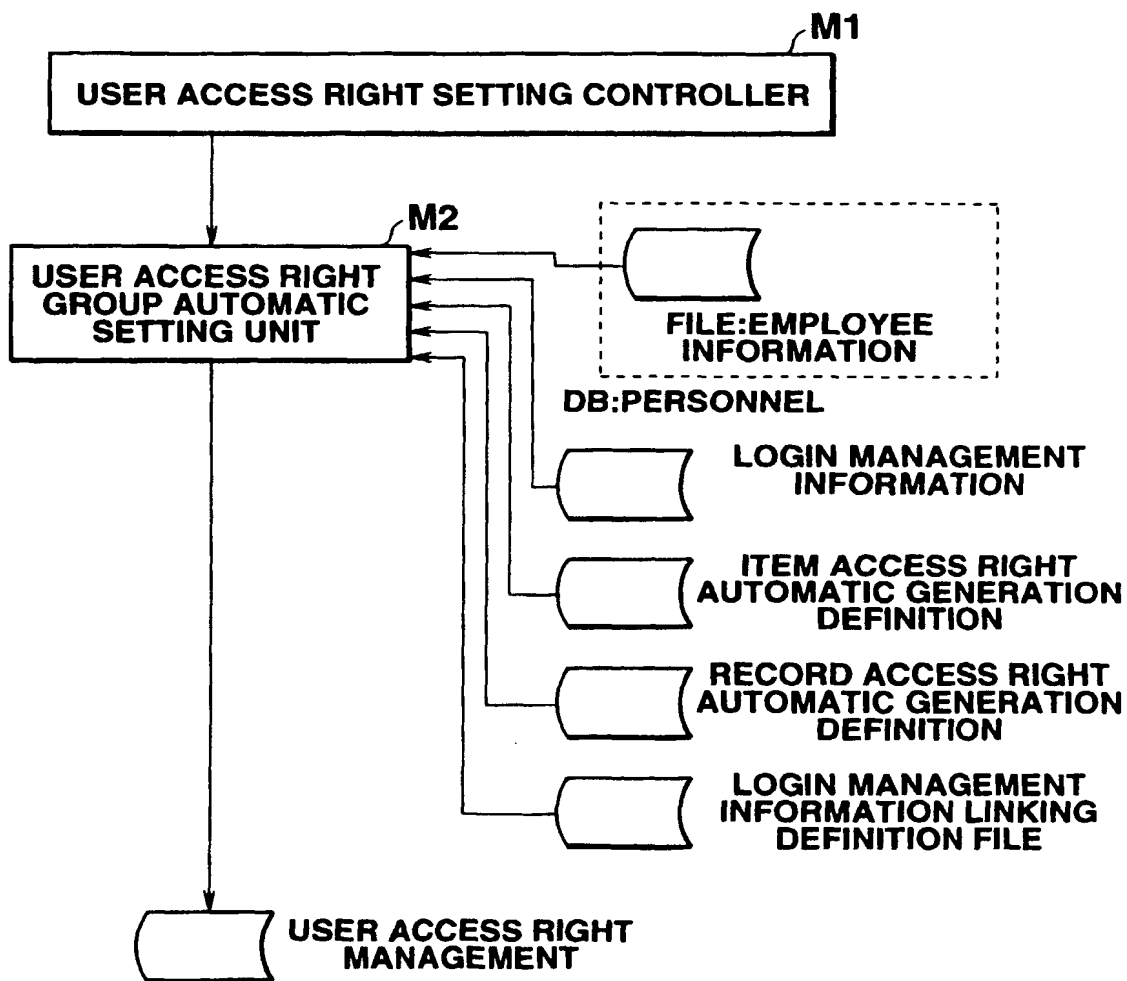 M1
USER ACCESS RIGHT SETTING CONTROLLER
M2
USER ACCESS RIGHT
GROUP AUTOMATIC
SETTING UNIT
FILE:EMPLOYEE
INFORMATION
DB:PERSONNEL
LOGIN MANAGEMENT
INFORMATION
ITEM ACCESS RIGHT
AUTOMATIC GENERATION
DEFINITION
RECORD ACCESS RIGHT
AUTOMATIC GENERATION
DEFINITION
LOGIN MANAGEMENT
INFORMATION LINKING
DEFINITION FILE
USER ACCESS RIGHT
MANAGEMENT